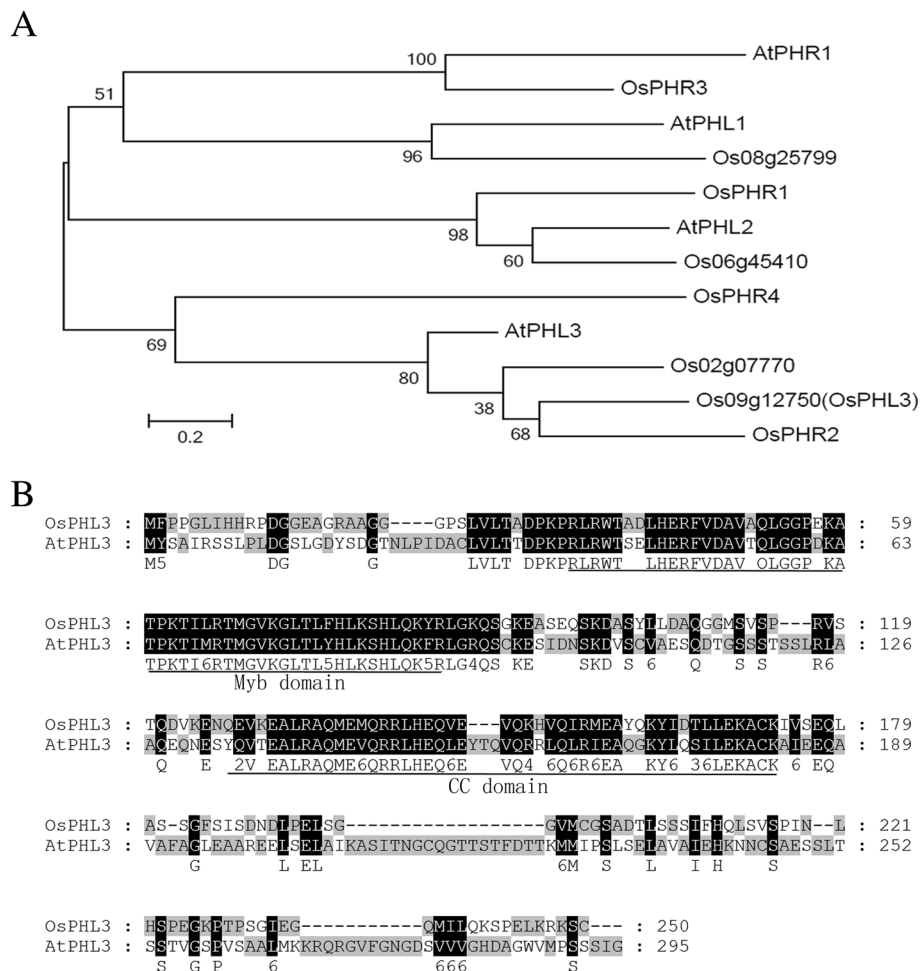 A
AtPHR1
100
OsPHR3
51
AtPHL1
96
Os08g25799
OsPHR1
98
AtPHL2
60
Os06g45410
OsPHR4
69
AtPHL3
80
Os02g07770
38
Os09g12750(OsPHL3)
68
OsPHR2
0.2
B
OsPHL3 : MFPPGLIHHRPDGGEAGRAAGG----GPSLVLTADPKPRLRWTADLHERFVDAVAQLGGPEKA : 59
AtPHL3 : MYSAIRSSLPLDGSLGDYSDGTNLPIDACLVLTTDPKPRLRWTSELHERFVDAVTQLGGPDKA : 63
M5 DG G LVLT DPKPRLRWT LHERFVDAV QLGGP KA
OsPHL3 : TPKTILRTMGVKGLTLFHLKSHLQKYRLGKQSGKEASEQSKDASYLLDAQGGMSVSP---RVS : 119
AtPHL3 : TPKTIMRTMGVKGLTLYHLKSHLQKFRLGRQSCKESIDNSKDVSCVAESQDTGSSSTSSLRLA : 126
TPKTI6RTMGVKGLTL5HLKSHLQK5RLG4QS KE SKD S 6 Q S S R6
Myb domain
OsPHL3 : TQDVKENQEVKEALRAQMEMQRRLHEQVE---VQKHVQIRMEAYQKYIDTLLEKACKIVSEQL : 179
AtPHL3 : AQEQNESYQVTEALRAQMEVQRRLHEQLEYTQVQRRLQLRIEAQGKYLQSILEKACKAIEEQA : 189
Q E 2V EALRAQME6QRRLHEQ6E VQ4 6Q6R6EA KY6 36LEKACK 6 EQ
CC domain
OsPHL3 : AS-SGFSISDNDLPELSG----------------GVMCGSADTLSSSIFHQLSVSPIN--L : 221
AtPHL3 : VAFAGLEAAREELSELAIKASITNGCQGTTSTFDTTKMMIPSLSELAVAIEHKNNCSAESSLT : 252
G L EL 6M S L I H S
OsPHL3 : HSPEGKPTPSGIEG-----------QMILQKSPELKRKSC--- : 250
AtPHL3 : SSTVGSPVSAALMKKRQRGVFGNGDSVVVGHDAGWVMPSSSIG : 295
S G P 6 666 S